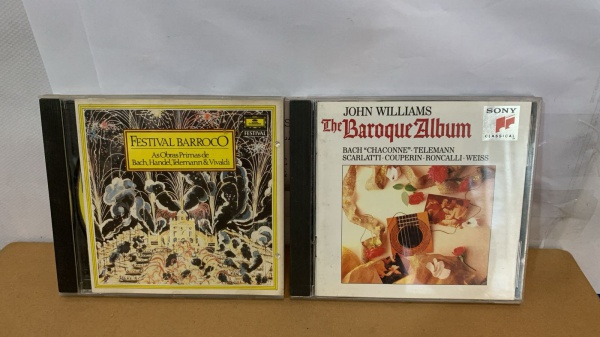 FESTIVAL
FESTIVAL BARROCO
As Obras Primas de
Bach, Handel, Telemann & Vivaldi
JOHN WILLIAMS
The Baroque Album
BACH "CHACONNE"·TELEMANN
SCARLATTI·COUPERIN·RONCALLI·WEISS
SONY
CLASSICAL